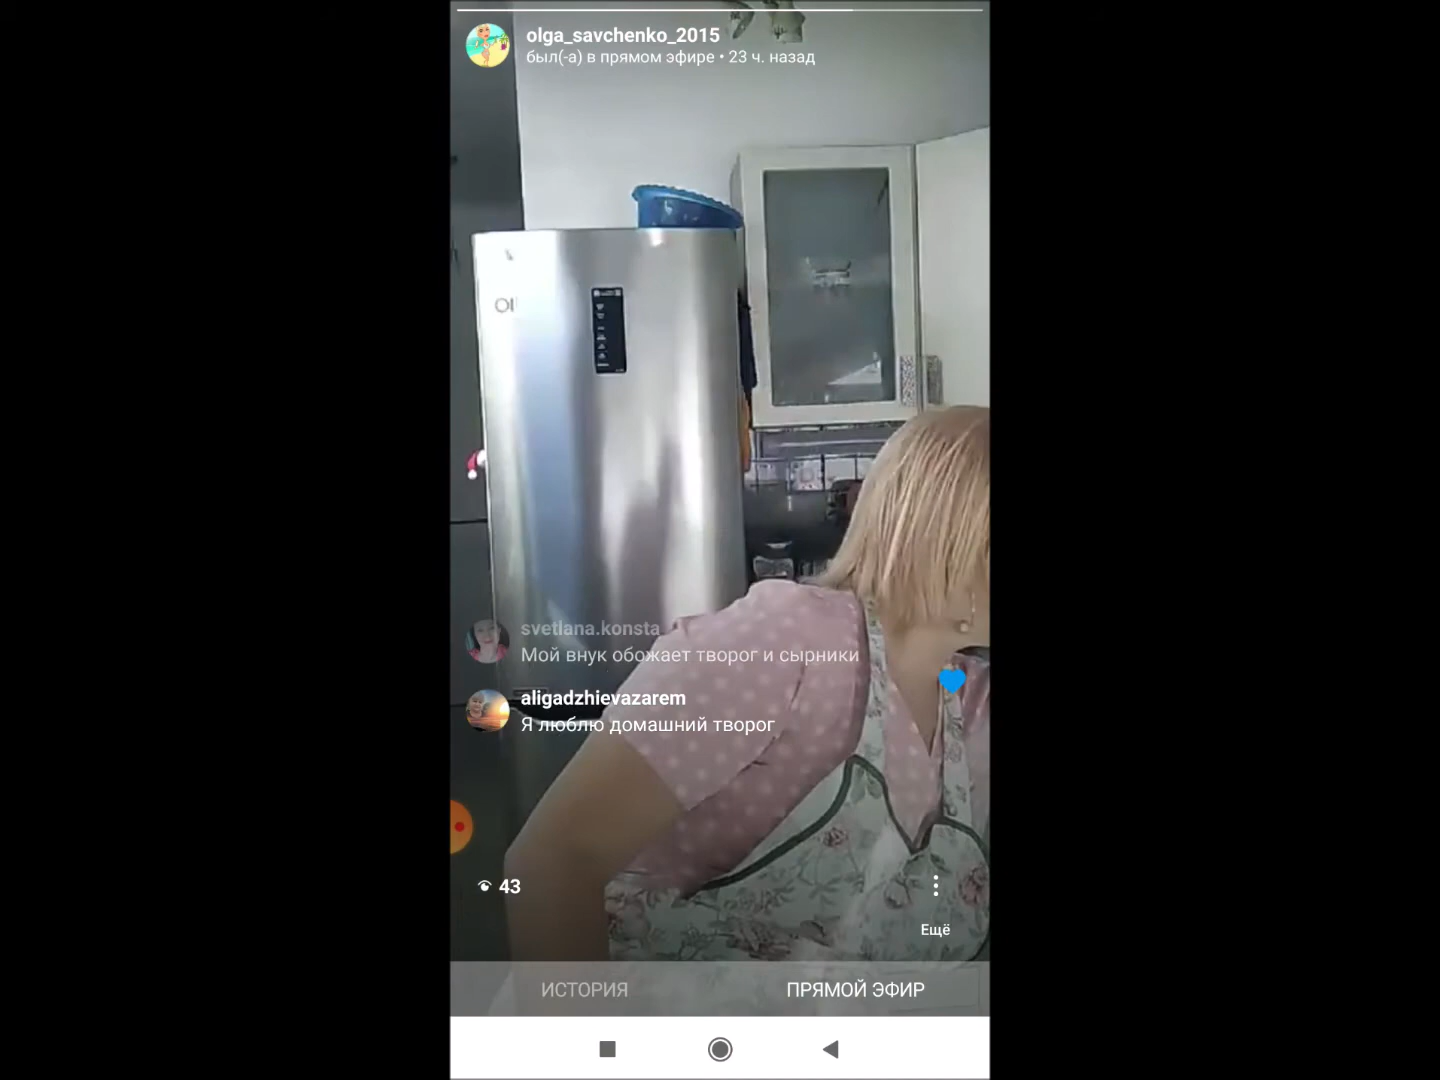 olga_savchenko_2015
был(-а) в прямом эфире • 23 ч. назад
svetlana.konsta
Мой внук обожает творог и сырники
aligadzhievazarem
Я люблю домашний творог
43
Ещё
ИСТОРИЯ
ПРЯМОЙ ЭФИР